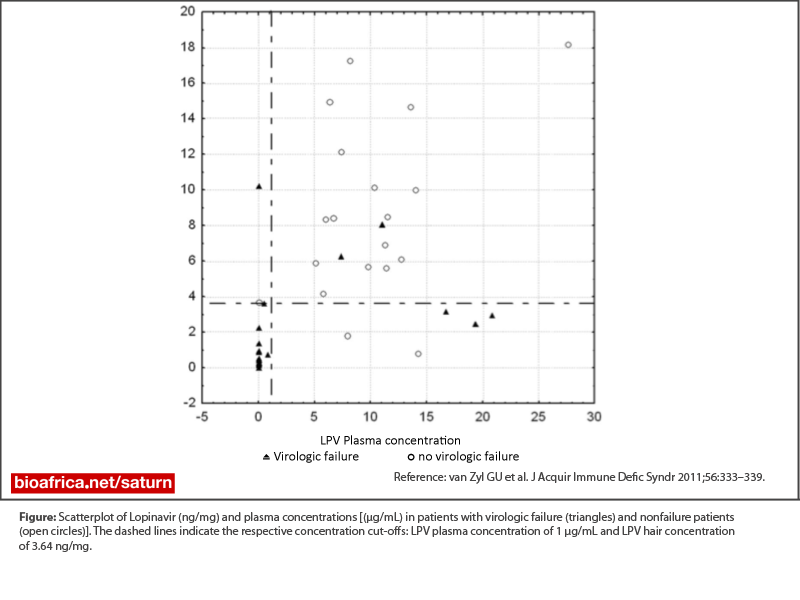 20
18
16
14
12
10
8
6
4
2
0
-2
-5 0 5 10 15 20 25 30
LPV Plasma concentration
Virologic failure no virologic failure
Reference: van Zyl GU et al. J Acquir Immune Defic Syndr 2011;56:333–339.
bioafrica.net/saturn
Figure: Scatterplot of Lopinavir (ng/mg) and plasma concentrations [(µg/mL) in patients with virologic failure (triangles) and nonfailure patients
(open circles)]. The dashed lines indicate the respective concentration cut-offs: LPV plasma concentration of 1 µg/mL and LPV hair concentration
of 3.64 ng/mg.